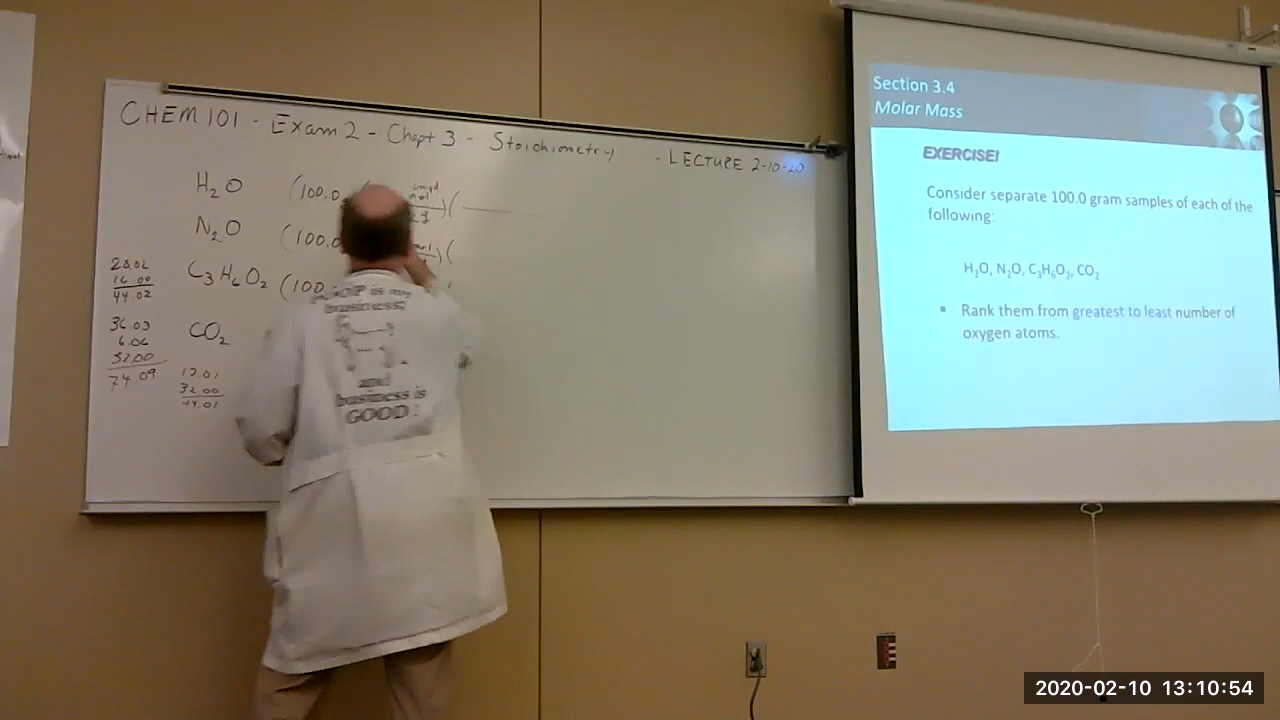 CHEM 101 - Exam 2 - Chapt 3 - Stoichiometry - LECTURE 2-10-20
H₂O (100.0
N₂O (100.0
C₃H₆O₂ (100.
CO₂
28.02
16.00
44.02
36.03
6.06
32.00
74.09
12.01
32.00
44.01
business;
and
business is
GOOD!
Section 3.4
Molar Mass
EXERCISE!
Consider separate 100.0 gram samples of each of the
following:
H₂O, N₂O, C₃H₆O₂, CO₂
▪ Rank them from greatest to least number of
oxygen atoms.
2020-02-10 13:10:54